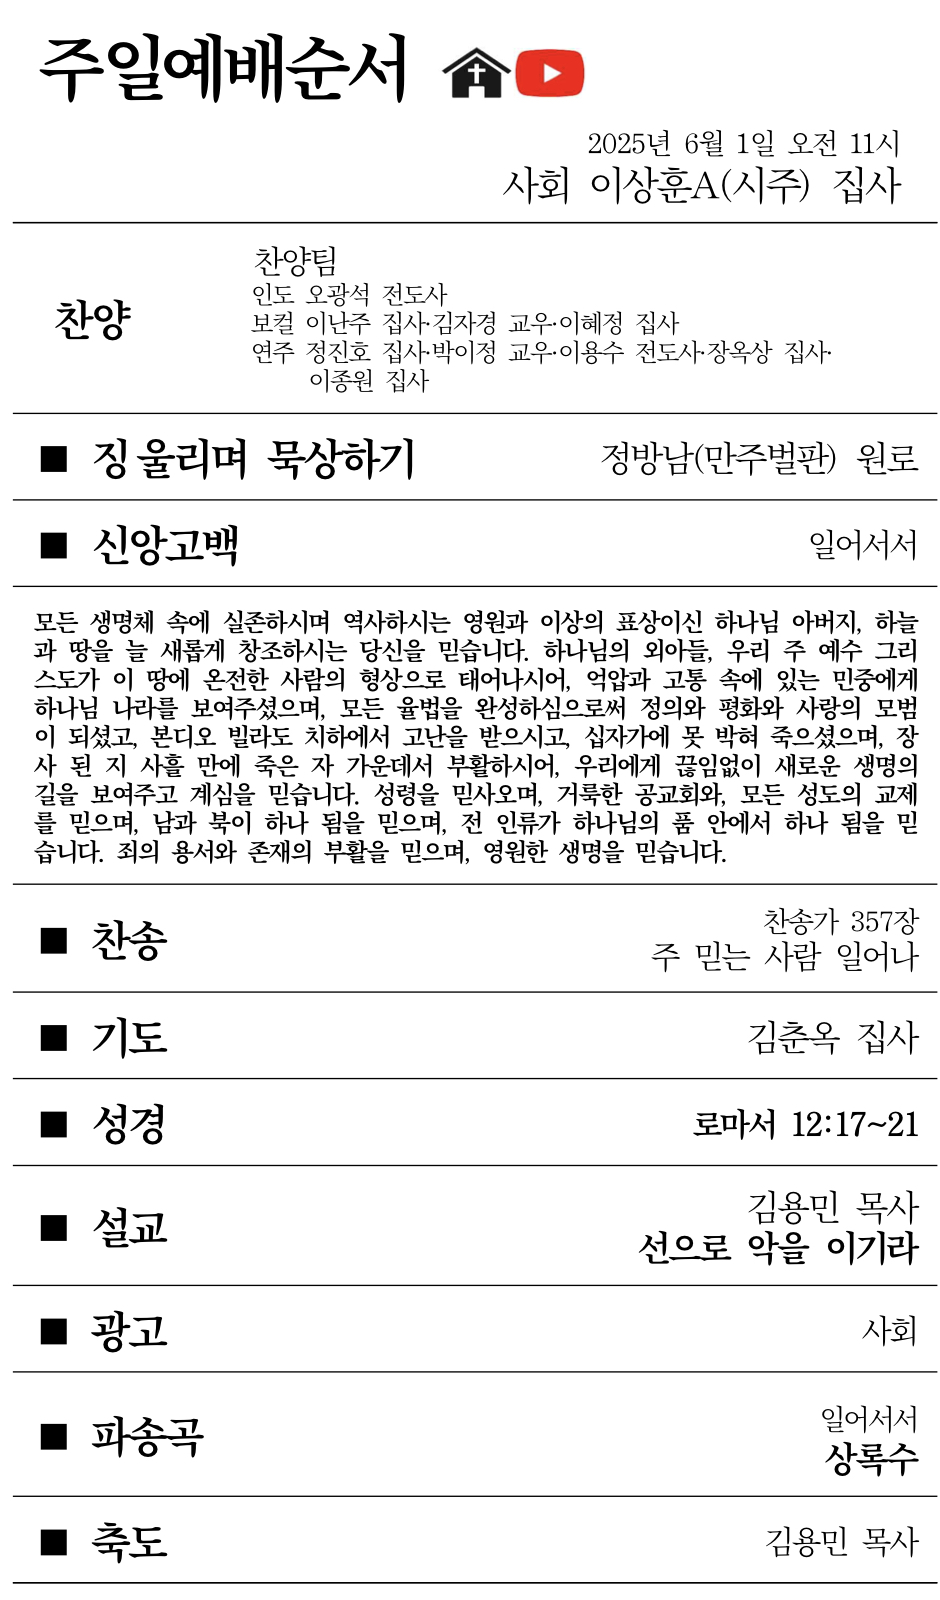 주일예배순서
2025년 6월 1일 오전 11시
사회 이상훈A(시주) 집사
찬양
찬양팀
인도 오광석 전도사
보컬 이난주 집사·김자경 교우·이혜정 집사
연주 정진호 집사·박이정 교우·이용수 전도사·장옥상 집사·
이종원 집사
■ 징 울리며 묵상하기 정방남(만주벌판) 원로
■ 신앙고백 일어서서
모든 생명체 속에 실존하시며 역사하시는 영원과 이상의 표상이신 하나님 아버지, 하늘
과 땅을 늘 새롭게 창조하시는 당신을 믿습니다. 하나님의 외아들, 우리 주 예수 그리
스도가 이 땅에 온전한 사람의 형상으로 태어나시어, 억압과 고통 속에 있는 민중에게
하나님 나라를 보여주셨으며, 모든 율법을 완성하심으로써 정의와 평화와 사랑의 모범
이 되셨고, 본디오 빌라도 치하에서 고난을 받으시고, 십자가에 못 박혀 죽으셨으며, 장
사 된 지 사흘 만에 죽은 자 가운데서 부활하시어, 우리에게 끊임없이 새로운 생명의
길을 보여주고 계심을 믿습니다. 성령을 믿사오며, 거룩한 공교회와, 모든 성도의 교제
를 믿으며, 남과 북이 하나 됨을 믿으며, 전 인류가 하나님의 품 안에서 하나 됨을 믿
습니다. 죄의 용서와 존재의 부활을 믿으며, 영원한 생명을 믿습니다.
■ 찬송
찬송가 357장
주 믿는 사람 일어나
■ 기도 김춘옥 집사
■ 성경 로마서 12:17~21
■ 설교
김용민 목사
선으로 악을 이기라
■ 광고 사회
■ 파송곡
일어서서
상록수
■ 축도 김용민 목사